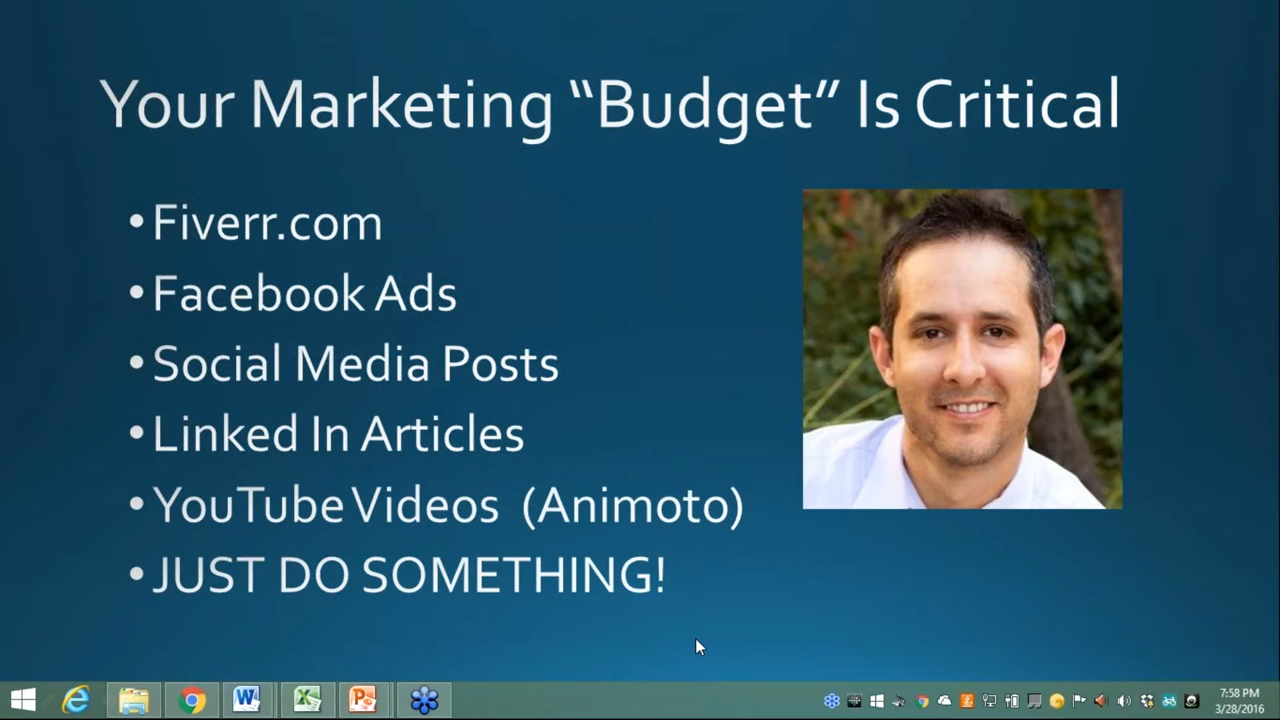 Your Marketing “Budget” Is Critical
•Fiverr.com
•Facebook Ads
•Social Media Posts
•Linked In Articles
•YouTube Videos  (Animoto)
•JUST DO SOMETHING!
7:58 PM
3/28/2016